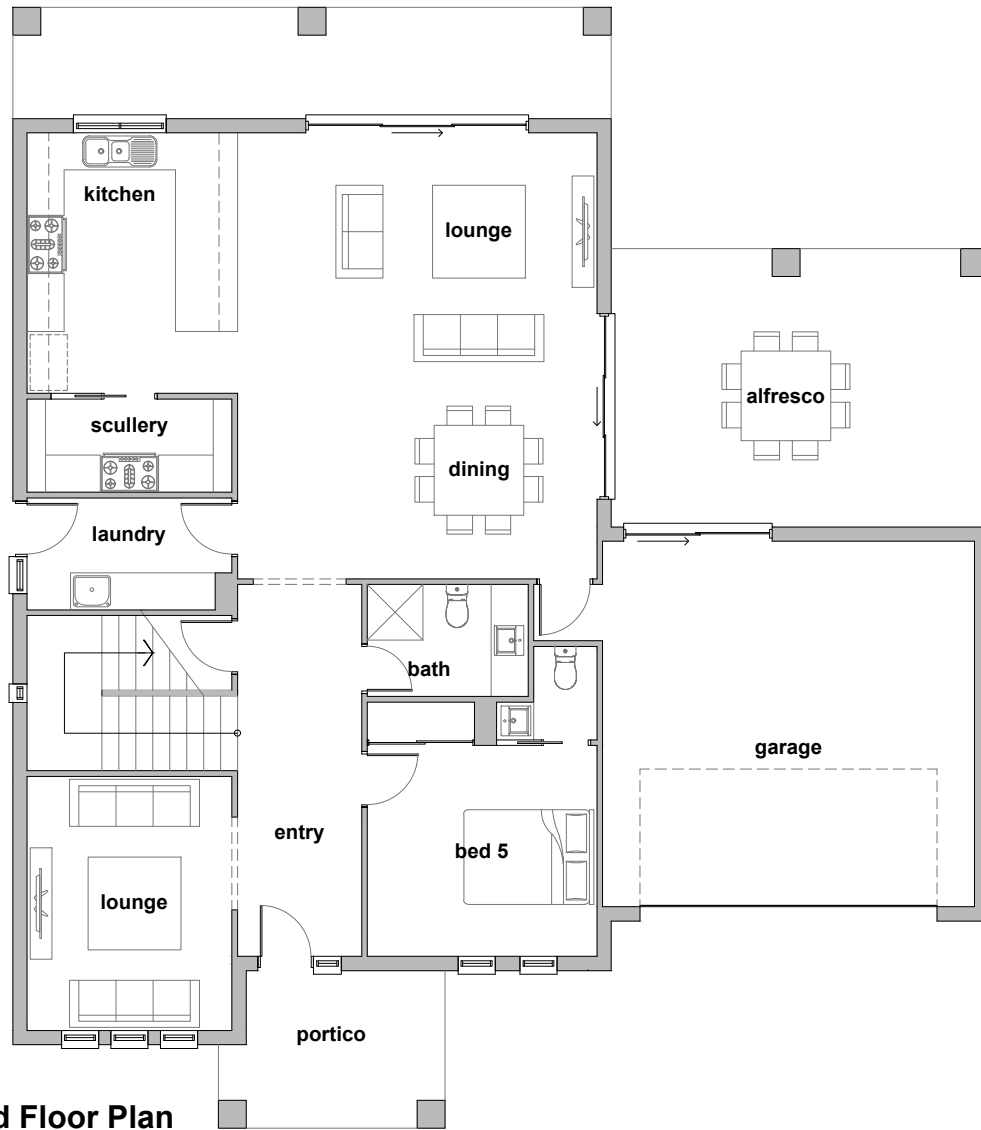 kitchen
lounge
alfresco
scullery
dining
laundry
bath
garage
entry
bed 5
lounge
portico
Floor Plan